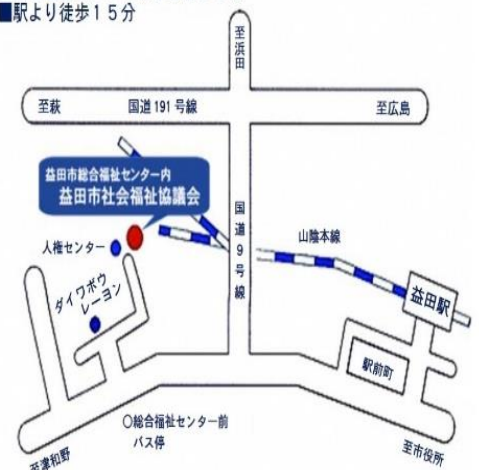 ■駅より徒歩15分
至浜田
至萩
国道191号線
至広島
益田市総合福祉センター内
益田市社会福祉協議会
国道9号線
山陰本線
人権センター
ダイワボウ
レーヨン
益田駅
駅前町
○総合福祉センター前
バス停
至津和野
至市役所